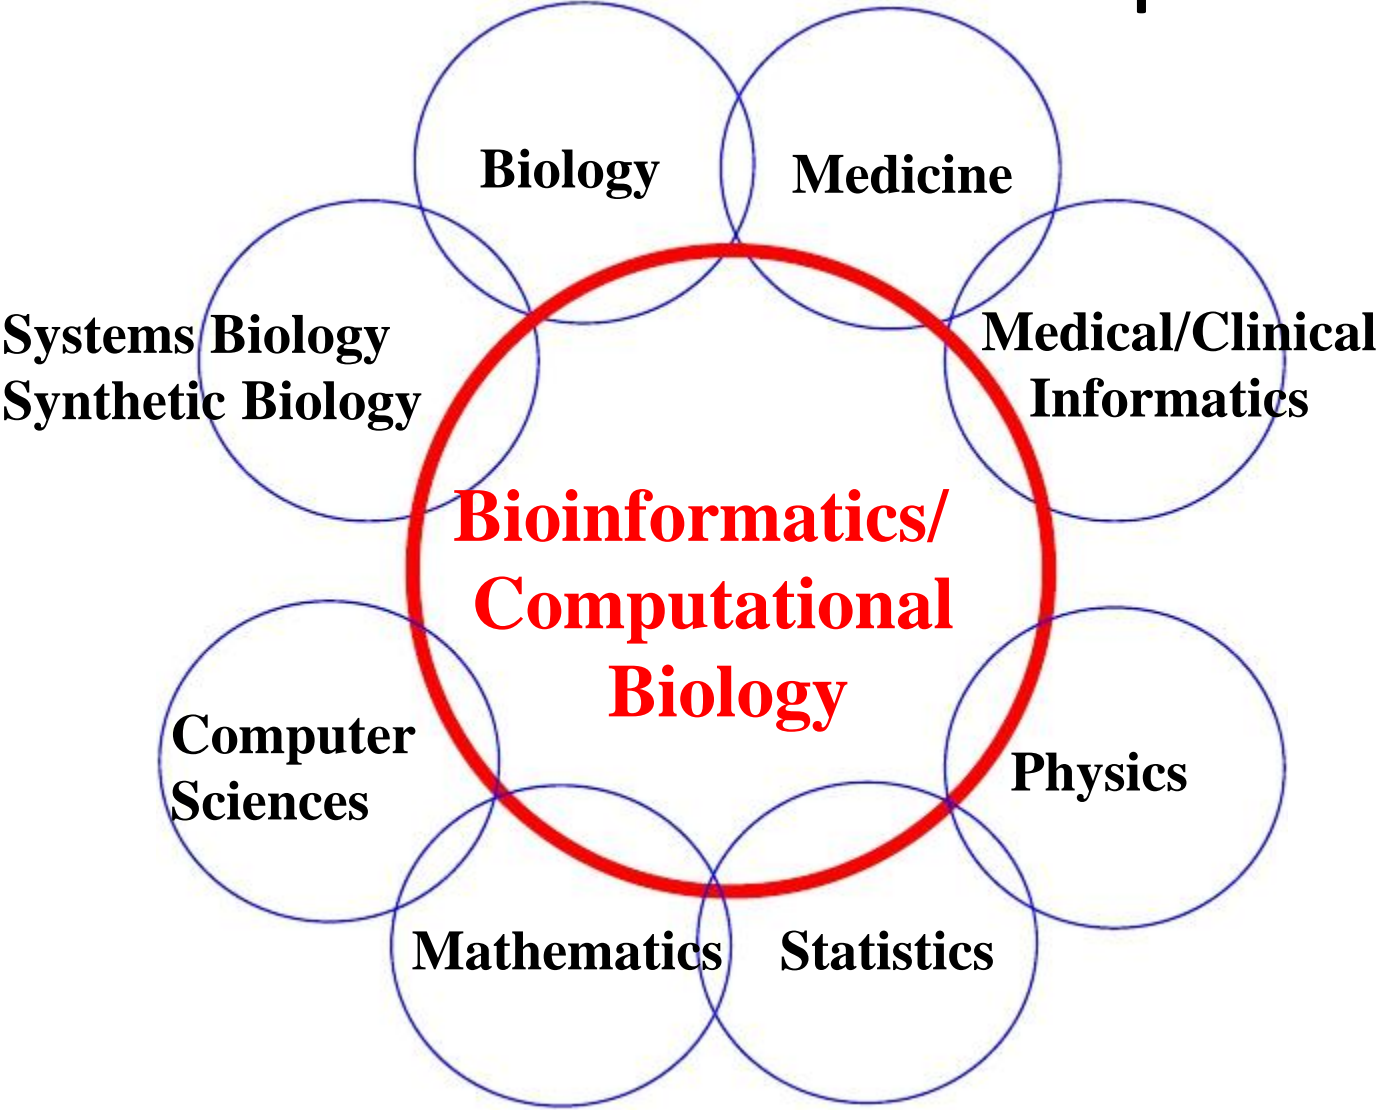 Biology
Medicine
Systems Biology
Synthetic Biology
Medical/Clinical
Informatics
Bioinformatics/
Computational
Biology
Computer
Sciences
Physics
Mathematics
Statistics